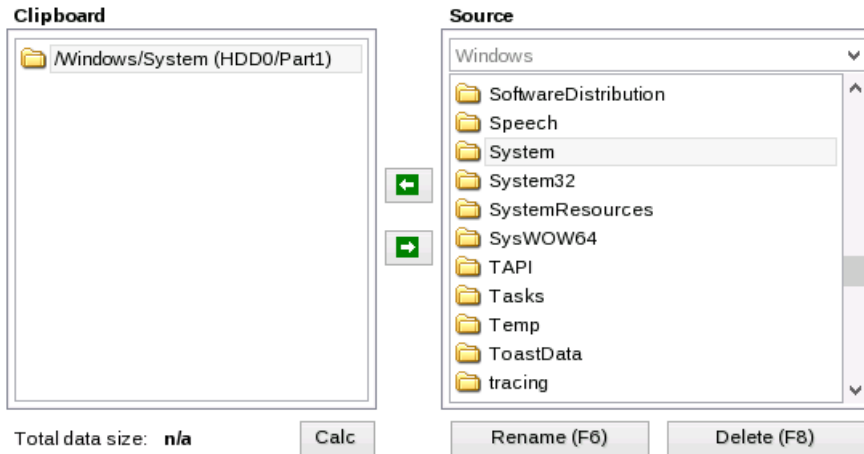 Clipboard
/Windows/System (HDD0/Part1)
Total data size: n/a
Calc
Source
Windows
SoftwareDistribution
Speech
System
System32
SystemResources
SysWOW64
TAPI
Tasks
Temp
ToastData
tracing
Rename (F6)
Delete (F8)